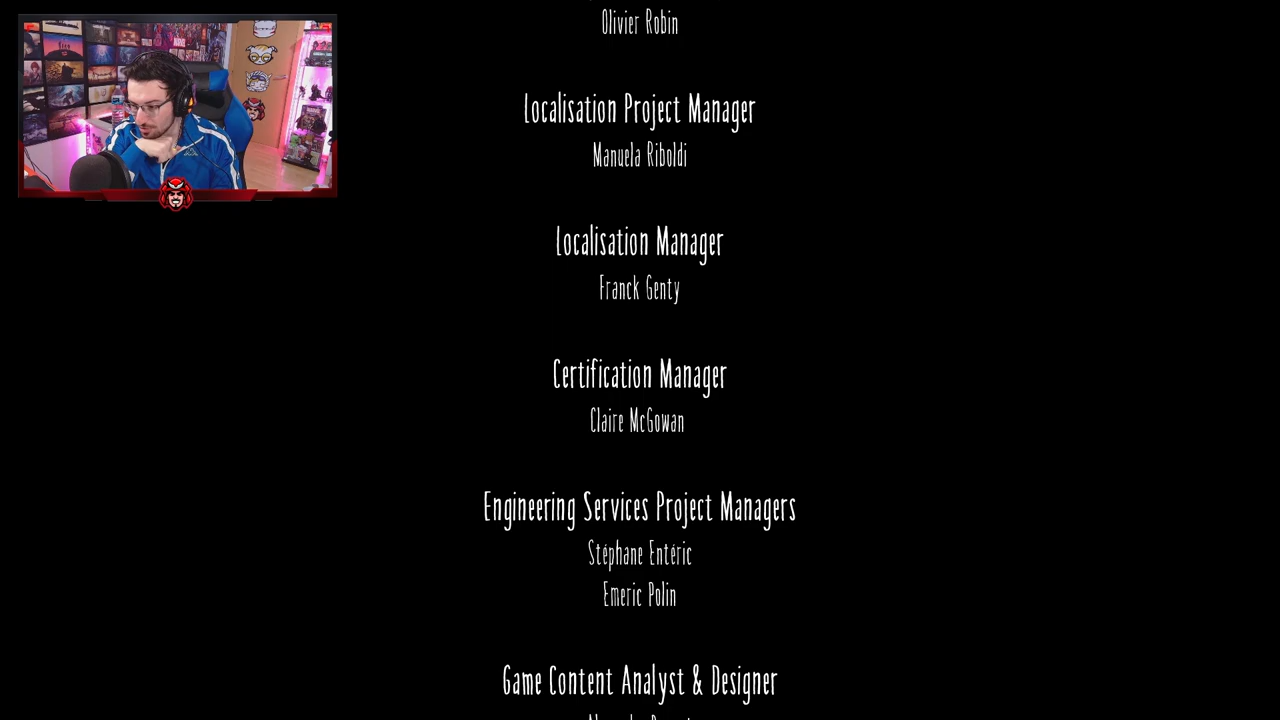 Olivier Robin
Localisation Project Manager
Manuela Riboldi
Localisation Manager
Franck Genty
Certification Manager
Claire McGowan
Engineering Services Project Managers
Stéphane Entéric
Emeric Polin
Game Content Analyst & Designer